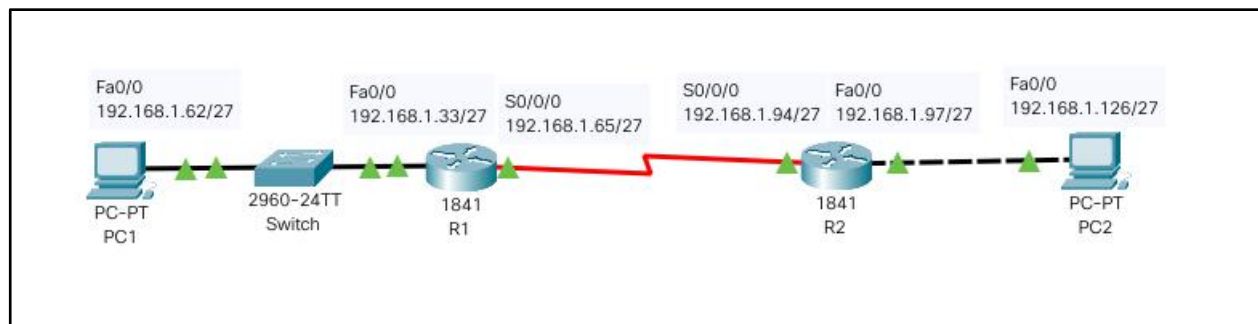 Fa0/0
192.168.1.62/27
Fa0/0
192.168.1.33/27
S0/0/0
192.168.1.65/27
S0/0/0
192.168.1.94/27
Fa0/0
192.168.1.97/27
Fa0/0
192.168.1.126/27
PC-PT
PC1
2960-24TT
Switch
1841
R1
1841
R2
PC-PT
PC2